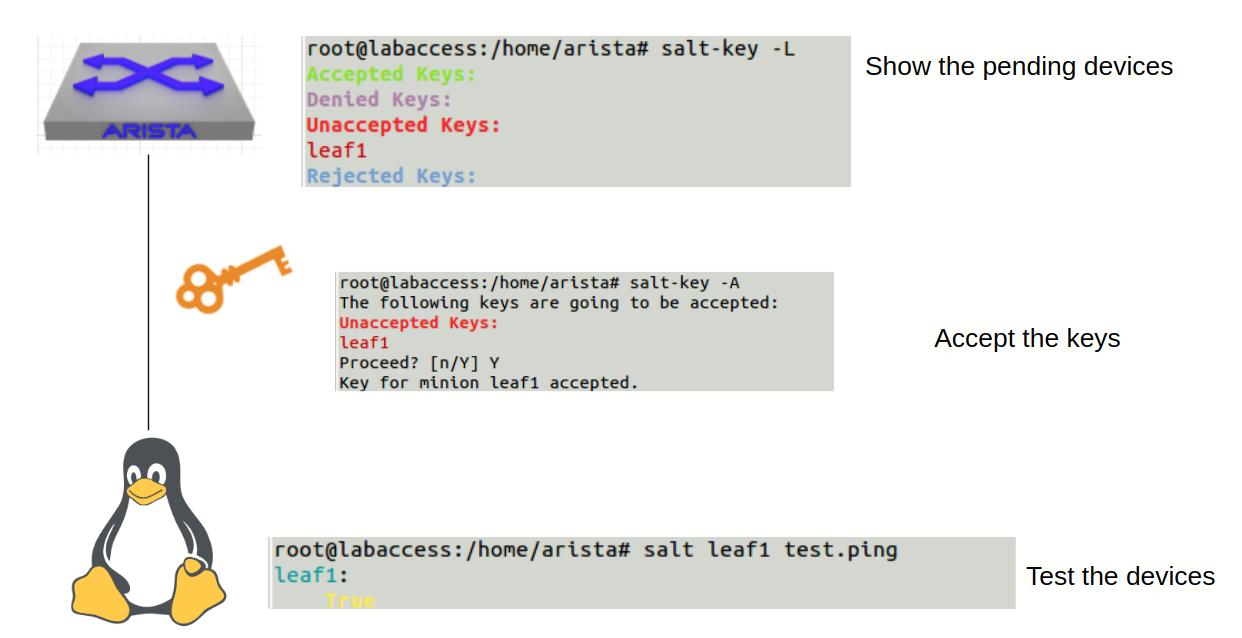 ARISTA
root@labaccess:/home/arista# salt-key -L
Accepted Keys:
Denied Keys:
Unaccepted Keys:
leaf1
Rejected Keys:
Show the pending devices
root@labaccess:/home/arista# salt-key -A
The following keys are going to be accepted:
Unaccepted Keys:
leaf1
Proceed? [n/Y] Y
Key for minion leaf1 accepted.
Accept the keys
root@labaccess:/home/arista# salt leaf1 test.ping
leaf1:
True
Test the devices